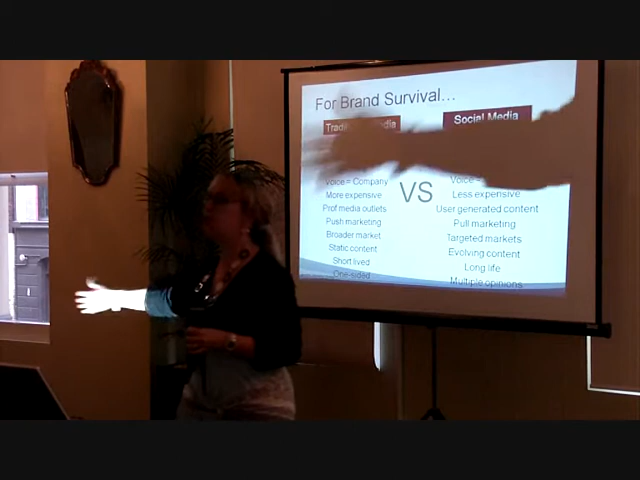 For Brand Survival...
Social Media
Voice = Company
More expensive
Prof media outlets
Push marketing
Broader market
Static content
Short lived
One-sided
VS
Voice =
Less expensive
User generated content
Pull marketing
Targeted markets
Evolving content
Long life
Multiple opinions